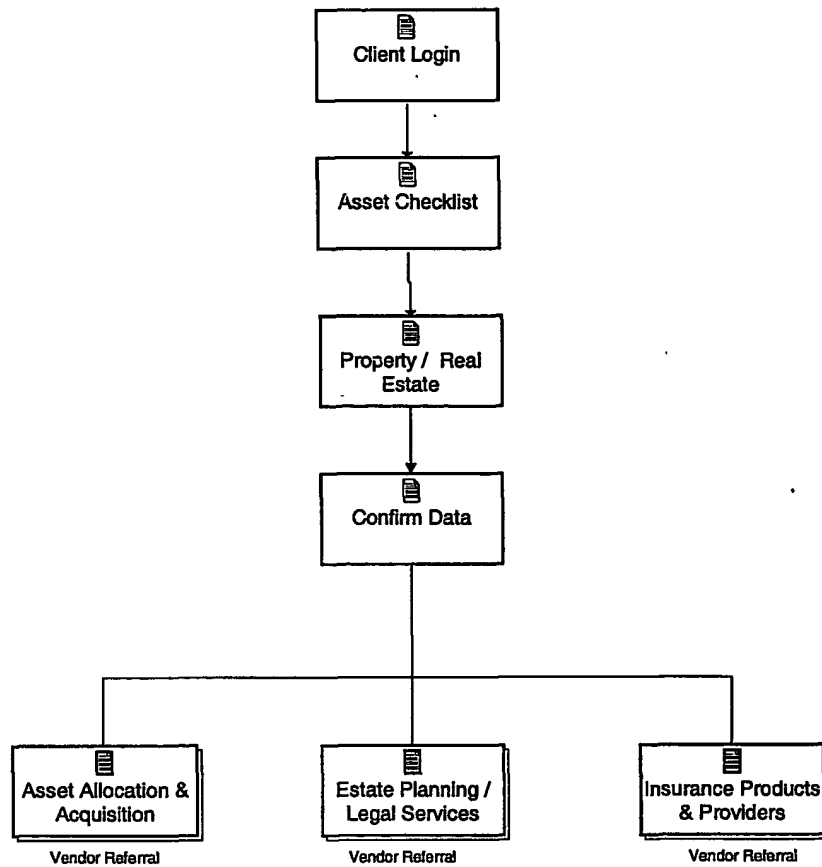 Client Login
Asset Checklist
Property / Real
Estate
Confirm Data
Asset Allocation &
Acquisition
Estate Planning /
Legal Services
Insurance Products
& Providers
Vendor Referral
Vendor Referral
Vendor Referral